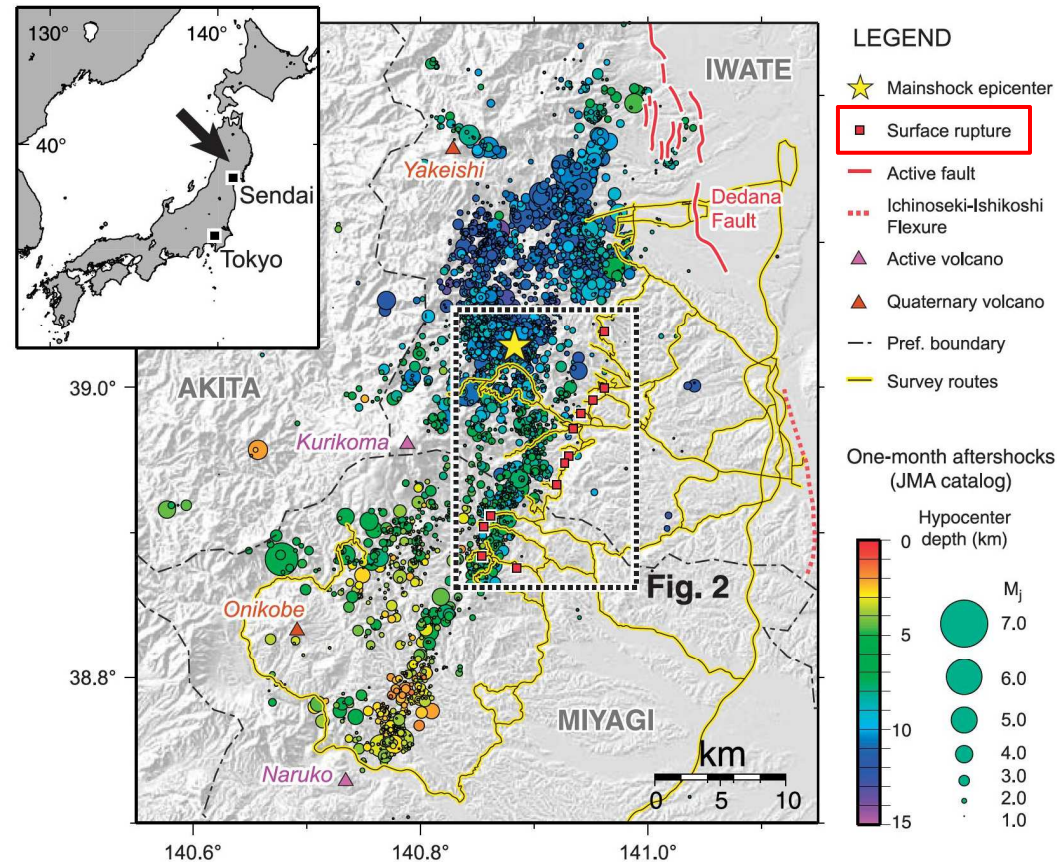 130°
140°
40°
Sendai
Tokyo
IWATE
Yakeishi
Dedana
Fault
39.0°
AKITA
Kurikoma
Fig. 2
Onikobe
38.8°
MIYAGI
Naruko
km
0 5 10
140.6°
140.8°
141.0°
LEGEND
Mainshock epicenter
Surface rupture
Active fault
Ichinoseki-Ishikoshi
Flexure
Active volcano
Quaternary volcano
Pref. boundary
Survey routes
One-month aftershocks
(JMA catalog)
Hypocenter
depth (km)
0
5
10
15
Mj
7.0
6.0
5.0
4.0
3.0
2.0
1.0